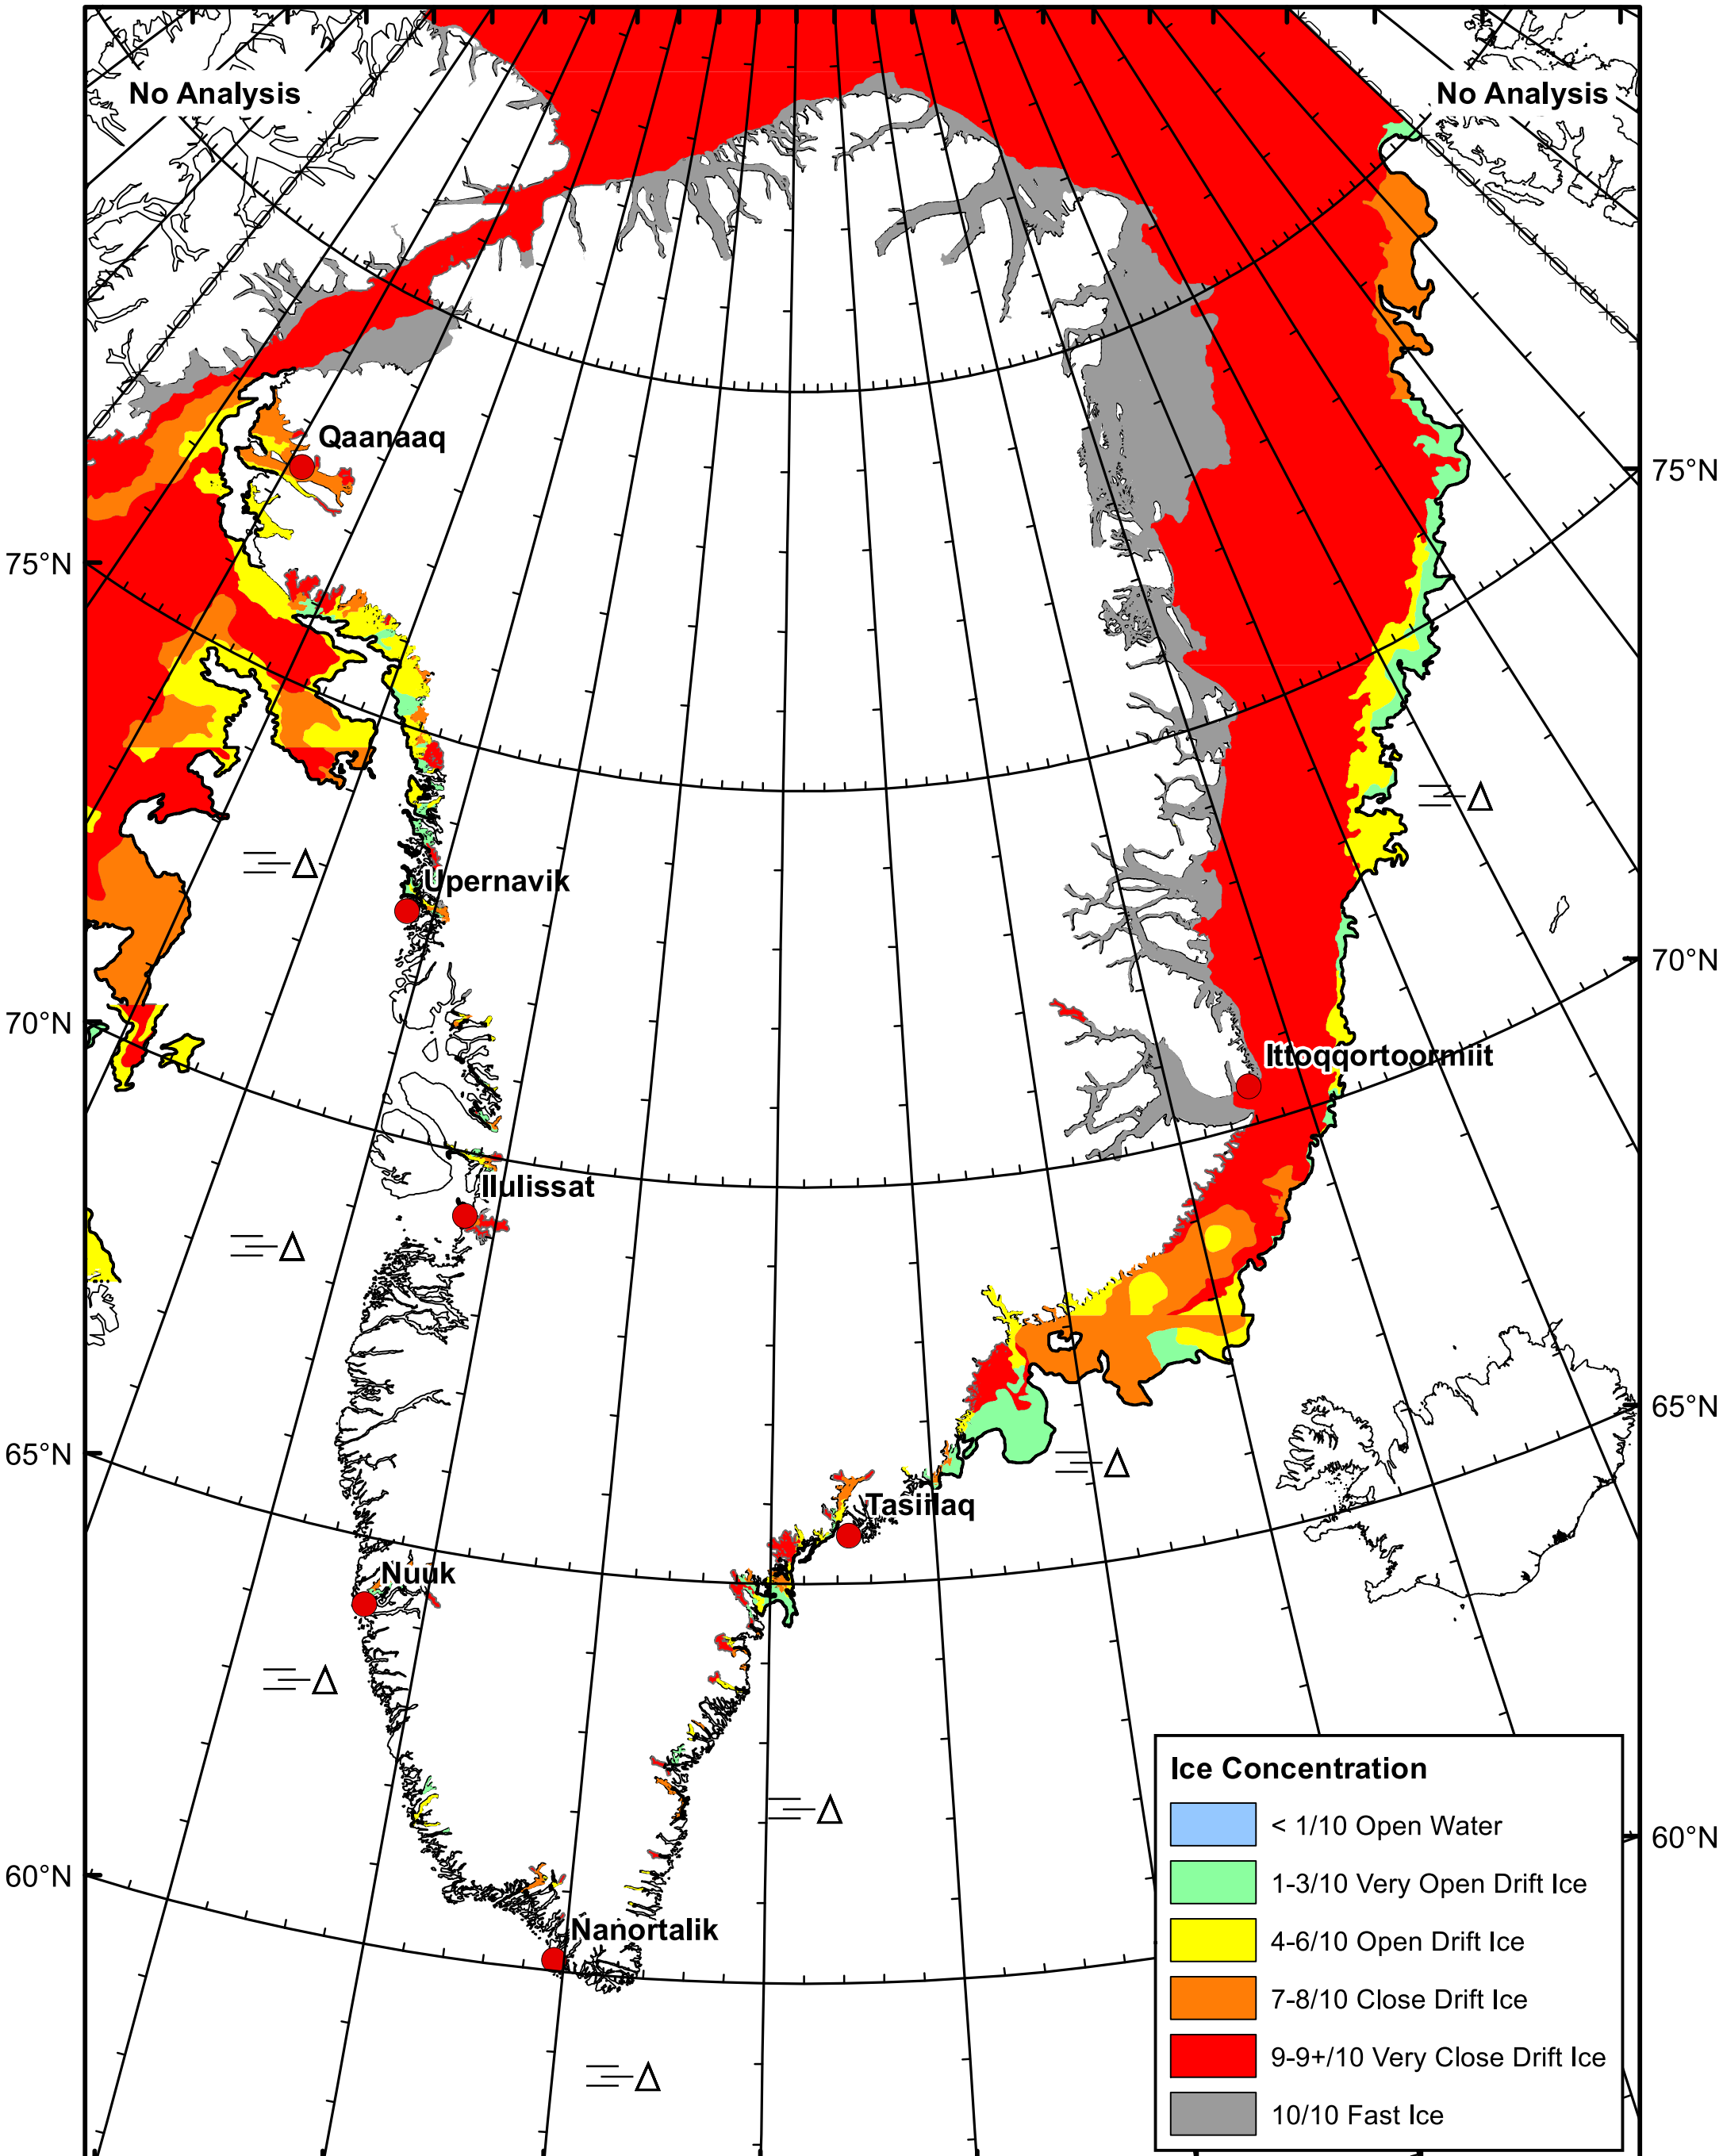 No Analysis
No Analysis
Qaanaaq
75°N
75°N
Upernavik
70°N
70°N
Ittoqqortoormiit
Ilulissat
65°N
65°N
Tasiilaq
Nuuk
60°N
60°N
Nanortalik
Ice Concentration
< 1/10 Open Water
1-3/10 Very Open Drift Ice
4-6/10 Open Drift Ice
7-8/10 Close Drift Ice
9-9+/10 Very Close Drift Ice
10/10 Fast Ice